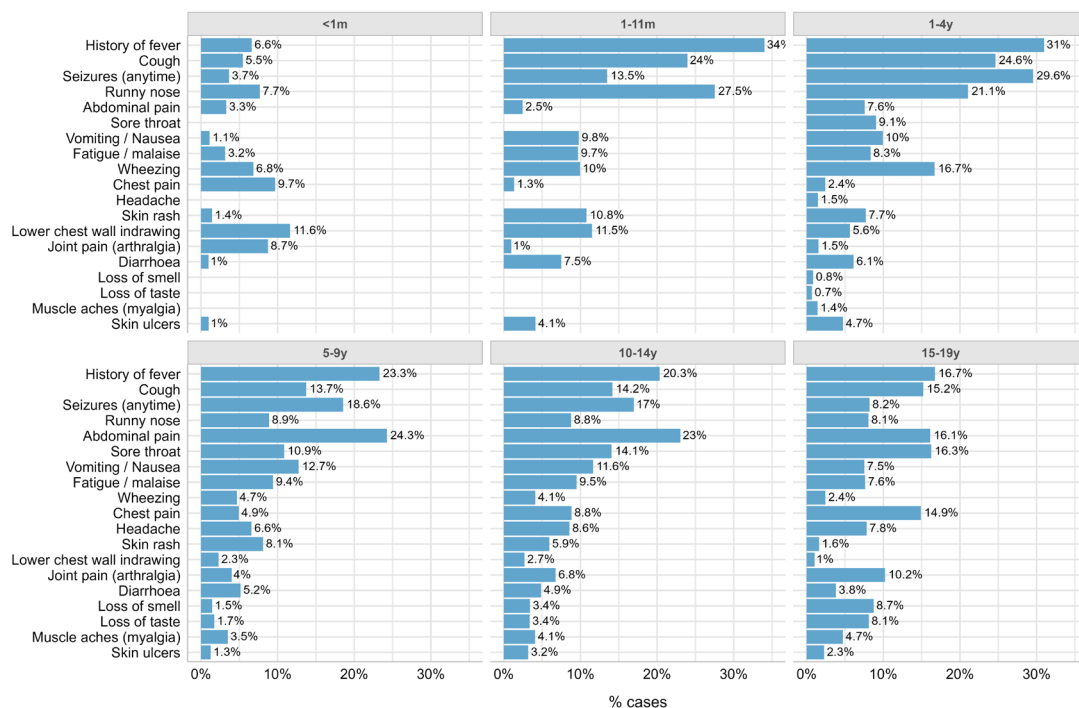 <1m 1-11m 1-4y
History of fever 6.6% 34% 31%
Cough 5.5% 24% 24.6%
Seizures (anytime) 3.7% 13.5% 29.6%
Runny nose 7.7% 27.5% 21.1%
Abdominal pain 3.3% 2.5% 7.6%
Sore throat 9.1%
Vomiting / Nausea 1.1% 9.8% 10%
Fatigue / malaise 3.2% 9.7% 8.3%
Wheezing 6.8% 10% 16.7%
Chest pain 9.7% 1.3% 2.4%
Headache 1.5%
Skin rash 1.4% 10.8% 7.7%
Lower chest wall indrawing 11.6% 11.5% 5.6%
Joint pain (arthralgia) 8.7% 1% 1.5%
Diarrhoea 1% 7.5% 6.1%
Loss of smell 0.8%
Loss of taste 0.7%
Muscle aches (myalgia) 1.4%
Skin ulcers 1% 4.1% 4.7%
5-9y 10-14y 15-19y
History of fever 23.3% 20.3% 16.7%
Cough 13.7% 14.2% 15.2%
Seizures (anytime) 18.6% 17% 8.2%
Runny nose 8.9% 8.8% 8.1%
Abdominal pain 24.3% 23% 16.1%
Sore throat 10.9% 14.1% 16.3%
Vomiting / Nausea 12.7% 11.6% 7.5%
Fatigue / malaise 9.4% 9.5% 7.6%
Wheezing 4.7% 4.1% 2.4%
Chest pain 4.9% 8.8% 14.9%
Headache 6.6% 8.6% 7.8%
Skin rash 8.1% 5.9% 1.6%
Lower chest wall indrawing 2.3% 2.7% 1%
Joint pain (arthralgia) 4% 6.8% 10.2%
Diarrhoea 5.2% 4.9% 3.8%
Loss of smell 1.5% 3.4% 8.7%
Loss of taste 1.7% 3.4% 8.1%
Muscle aches (myalgia) 3.5% 4.1% 4.7%
Skin ulcers 1.3% 3.2% 2.3%
0% 10% 20% 30% 0% 10% 20% 30% 0% 10% 20% 30%
% cases